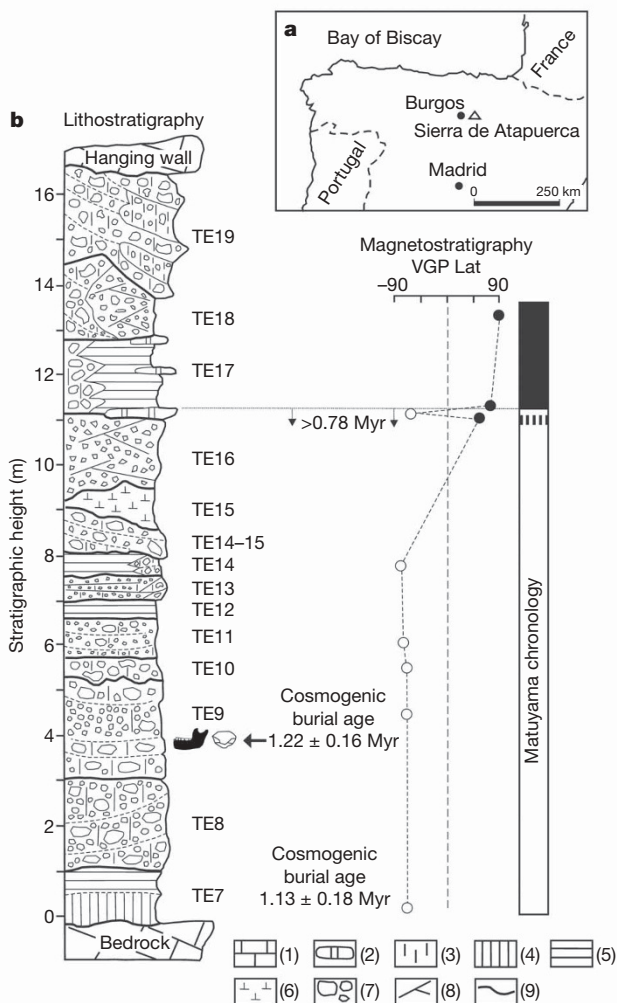 a
Bay of Biscay
France
Burgos
Sierra de Atapuerca
Portugal
Madrid
0 250 km
b
Lithostratigraphy
Hanging wall
Magnetostratigraphy
VGP Lat
–90 90
Stratigraphic height (m)
16
14
12
10
8
6
4
2
0
TE19
TE18
TE17
TE16
TE15
TE14–15
TE14
TE13
TE12
TE11
TE10
TE9
TE8
TE7
>0.78 Myr
Cosmogenic
burial age
1.22 ± 0.16 Myr
Cosmogenic
burial age
1.13 ± 0.18 Myr
Matuyama chronology
Bedrock
(1) (2) (3) (4) (5)
(6) (7) (8) (9)